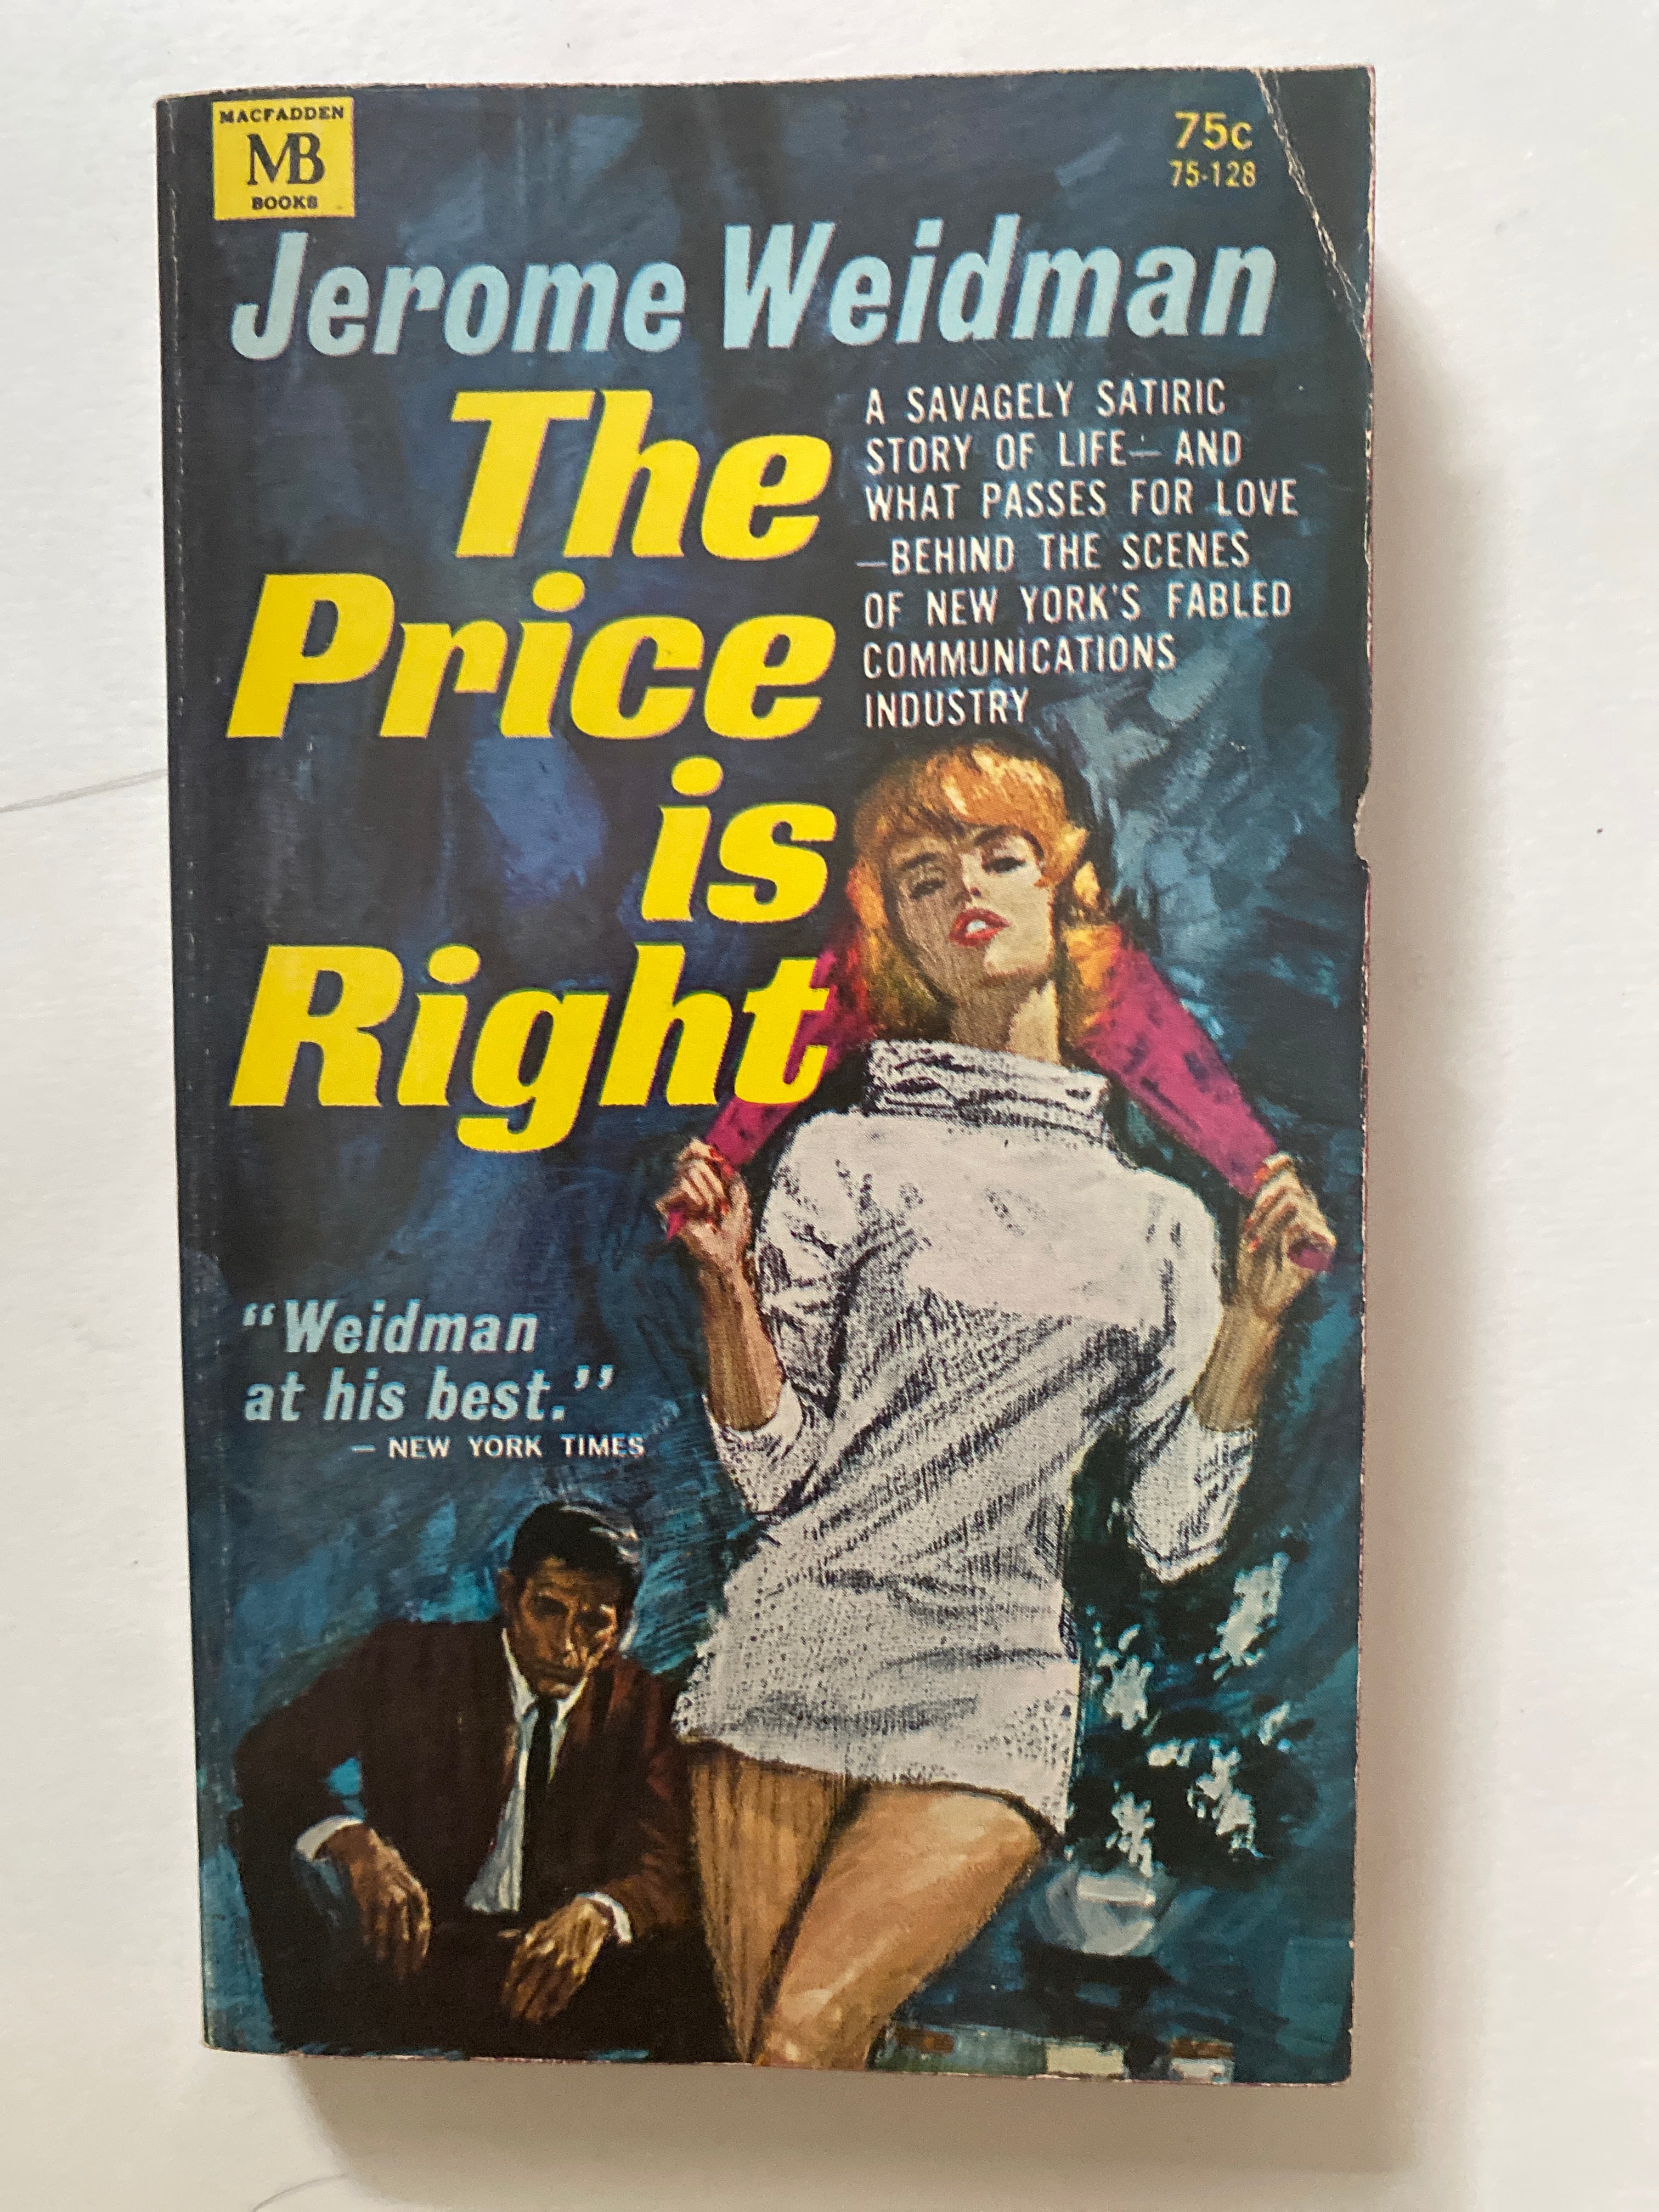 MACFADDEN
MB
BOOKS
75c
75-128
Jerome Weidman
The
Price
is
Right
A SAVAGELY SATIRIC
STORY OF LIFE—AND
WHAT PASSES FOR LOVE
—BEHIND THE SCENES
OF NEW YORK'S FABLED
COMMUNICATIONS
INDUSTRY
“Weidman
at his best.”
— NEW YORK TIMES